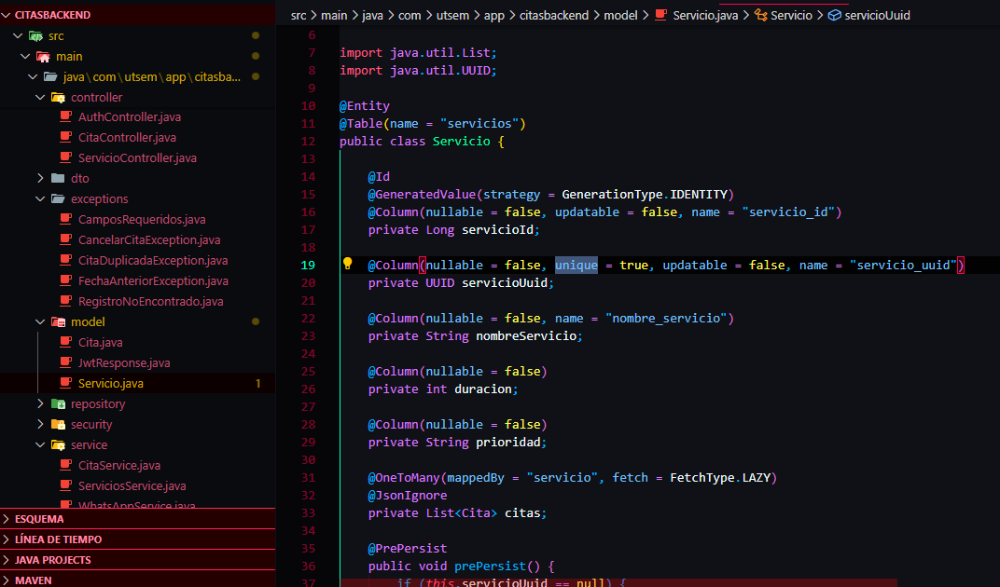 CITASBACKEND
src
main
java\com\utsem\app\citasba...
controller
AuthController.java
CitaController.java
ServicioController.java
dto
exceptions
CamposRequeridos.java
CancelarCitaException.java
CitaDuplicadaException.java
FechaAnteriorException.java
RegistroNoEncontrado.java
model
Cita.java
JwtResponse.java
Servicio.java 1
repository
security
service
CitaService.java
ServiciosService.java
WhatsAppService.java
ESQUEMA
LÍNEA DE TIEMPO
JAVA PROJECTS
MAVEN
src > main > java > com > utsem > app > citasbackend > model > Servicio.java > Servicio > servicioUuid
6
7 import java.util.List;
8 import java.util.UUID;
9
10 @Entity
11 @Table(name = "servicios")
12 public class Servicio {
13
14 @Id
15 @GeneratedValue(strategy = GenerationType.IDENTITY)
16 @Column(nullable = false, updatable = false, name = "servicio_id")
17 private Long servicioId;
18
19 @Column(nullable = false, unique = true, updatable = false, name = "servicio_uuid")
20 private UUID servicioUuid;
21
22 @Column(nullable = false, name = "nombre_servicio")
23 private String nombreServicio;
24
25 @Column(nullable = false)
26 private int duracion;
27
28 @Column(nullable = false)
29 private String prioridad;
30
31 @OneToMany(mappedBy = "servicio", fetch = FetchType.LAZY)
32 @JsonIgnore
33 private List<Cita> citas;
34
35 @PrePersist
36 public void prePersist() {
37 if (this.servicioUuid == null) {